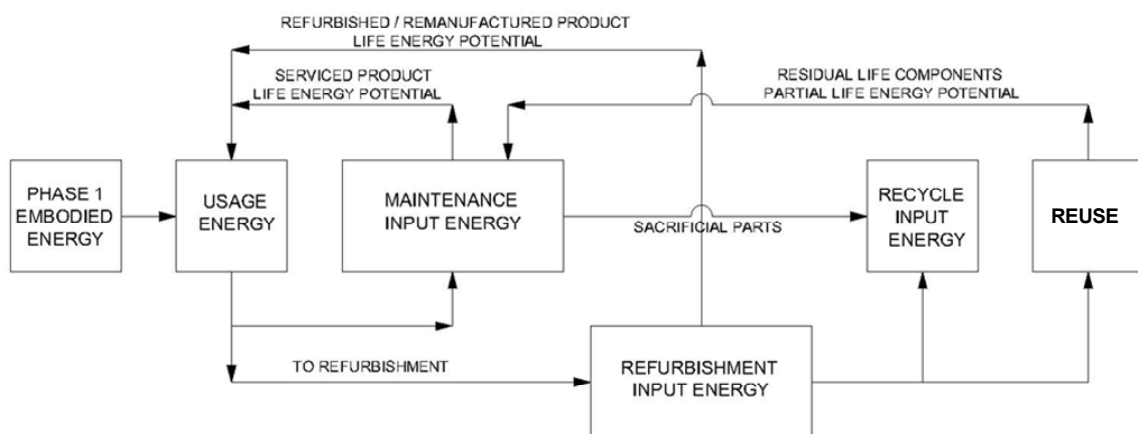 REFURBISHED / REMANUFACTURED PRODUCT
LIFE ENERGY POTENTIAL
SERVICED PRODUCT
LIFE ENERGY POTENTIAL
RESIDUAL LIFE COMPONENTS
PARTIAL LIFE ENERGY POTENTIAL
PHASE 1
EMBODIED
ENERGY
USAGE
ENERGY
MAINTENANCE
INPUT ENERGY
SACRIFICIAL PARTS
RECYCLE
INPUT
ENERGY
REUSE
TO REFURBISHMENT
REFURBISHMENT
INPUT ENERGY